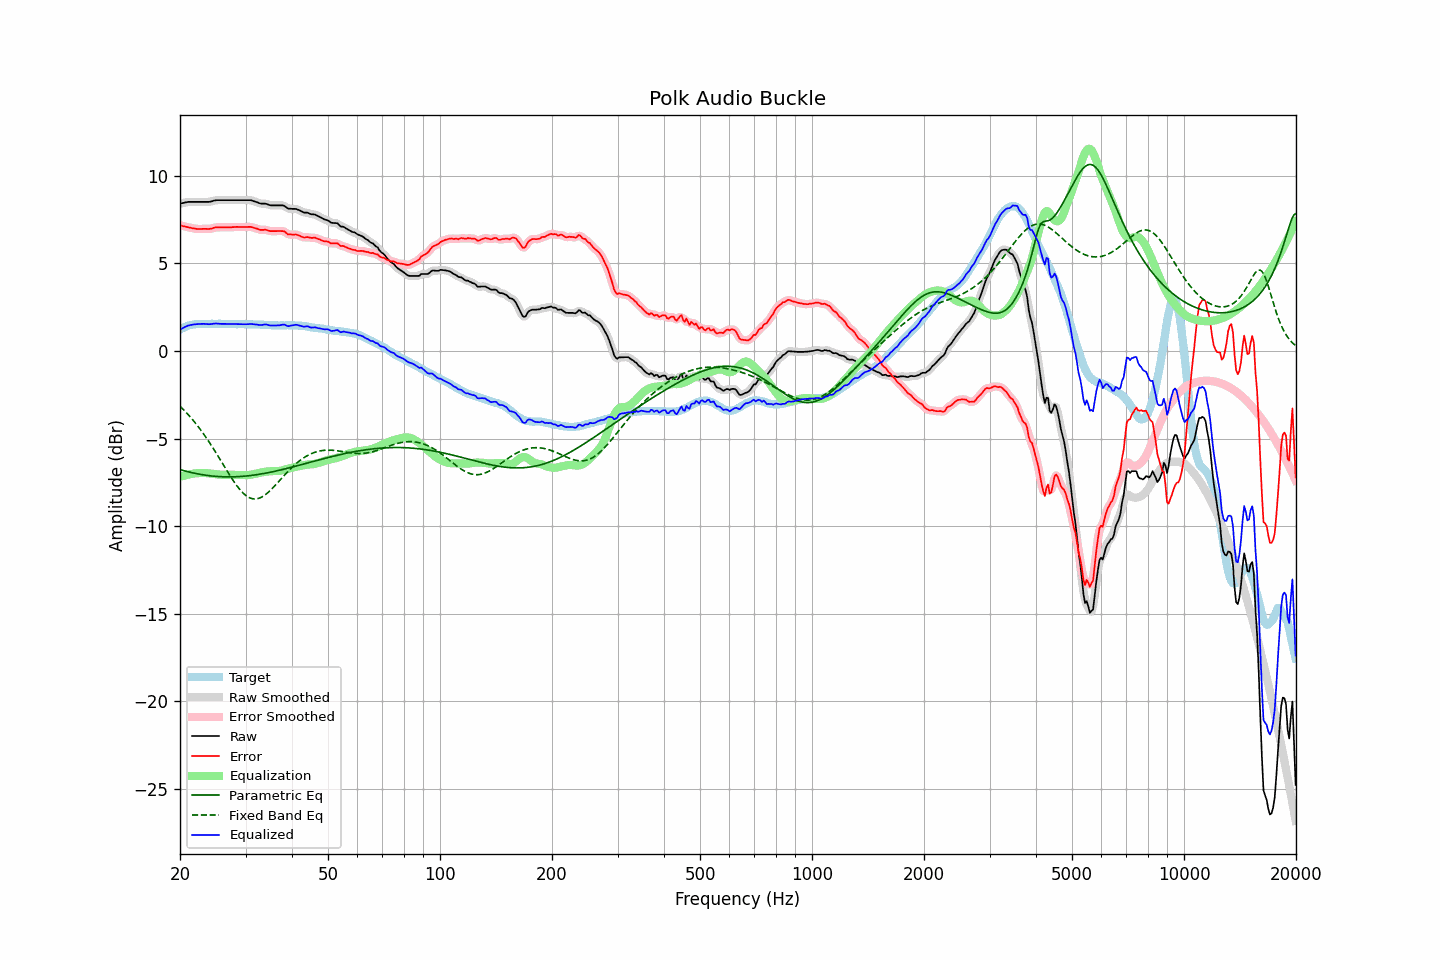 Polk Audio Buckle
Amplitude (dBr)
10
5
0
−5
−10
−15
−20
−25
Target
Raw Smoothed
Error Smoothed
Raw
Error
Equalization
Parametric Eq
Fixed Band Eq
Equalized
20 50 100 200 500 1000 2000 5000 10000 20000
Frequency (Hz)